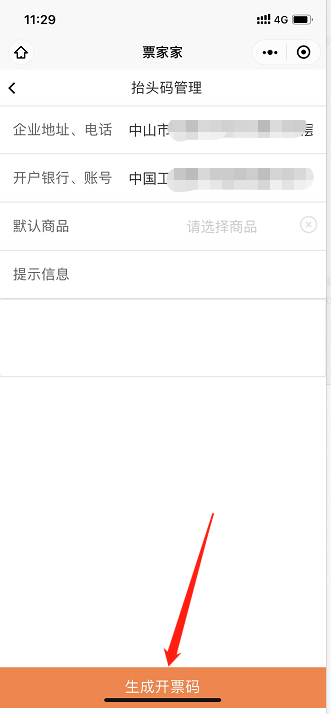 11:29 4G
票家家
抬头码管理
企业地址、电话 中山市
开户银行、账号 中国工
默认商品 请选择商品
提示信息
生成开票码